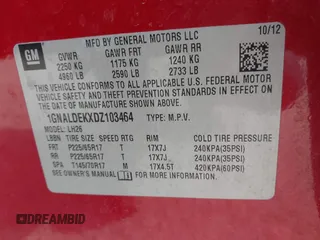 GM
MFD BY GENERAL MOTORS LLC
10/12
GVWR GAWR FRT GAWR RR
2250 KG 1175 KG 1240 KG
4960 LB 2590 LB 2733 LB
THIS VEHICLE CONFORMS TO ALL APPLICABLE U.S. FEDERAL MOTOR
VEHICLE SAFETY AND THEFT PREVENTION STANDARDS IN EFFECT ON THE DATE OF
MANUFACTURE SHOWN ABOVE.
1GNALDEKXDZ103464 TYPE: M.P.V.
MODEL: LH26
TIRE SIZE SPEED RTG RIM COLD TIRE PRESSURE
FRT P225/65R17 T 17X7J 240KPA(35PSI)
RR P225/65R17 T 17X7J 240KPA(35PSI)
SPA T145/70R17 M 17X4.5T 420KPA(60PSI)
SEE OWNER'S MANUAL FOR ADDITIONAL INFORMATION.
DREAMBID